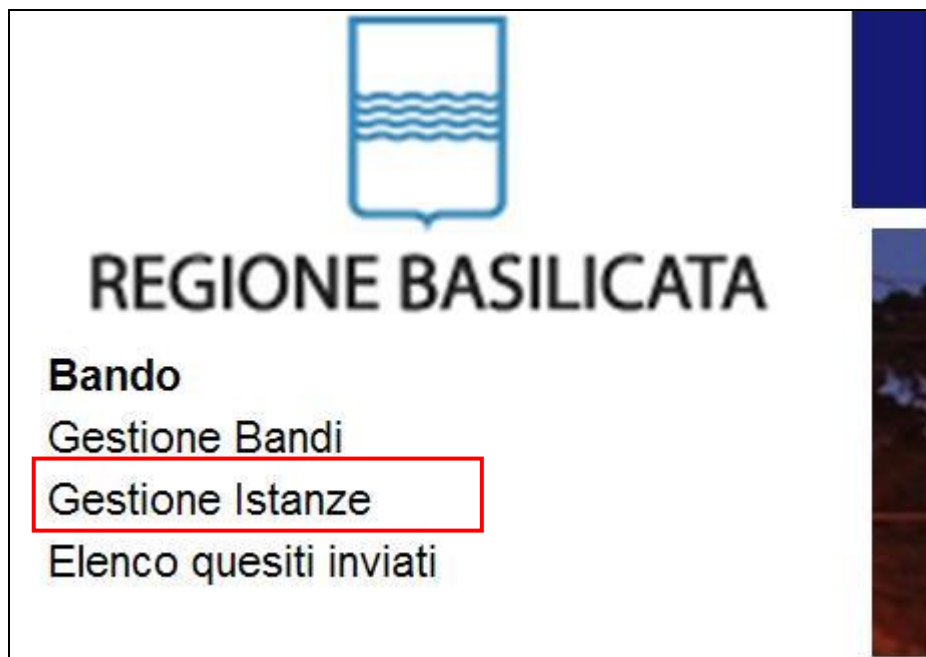 REGIONE BASILICATA
Bando
Gestione Bandi
Gestione Istanze
Elenco quesiti inviati